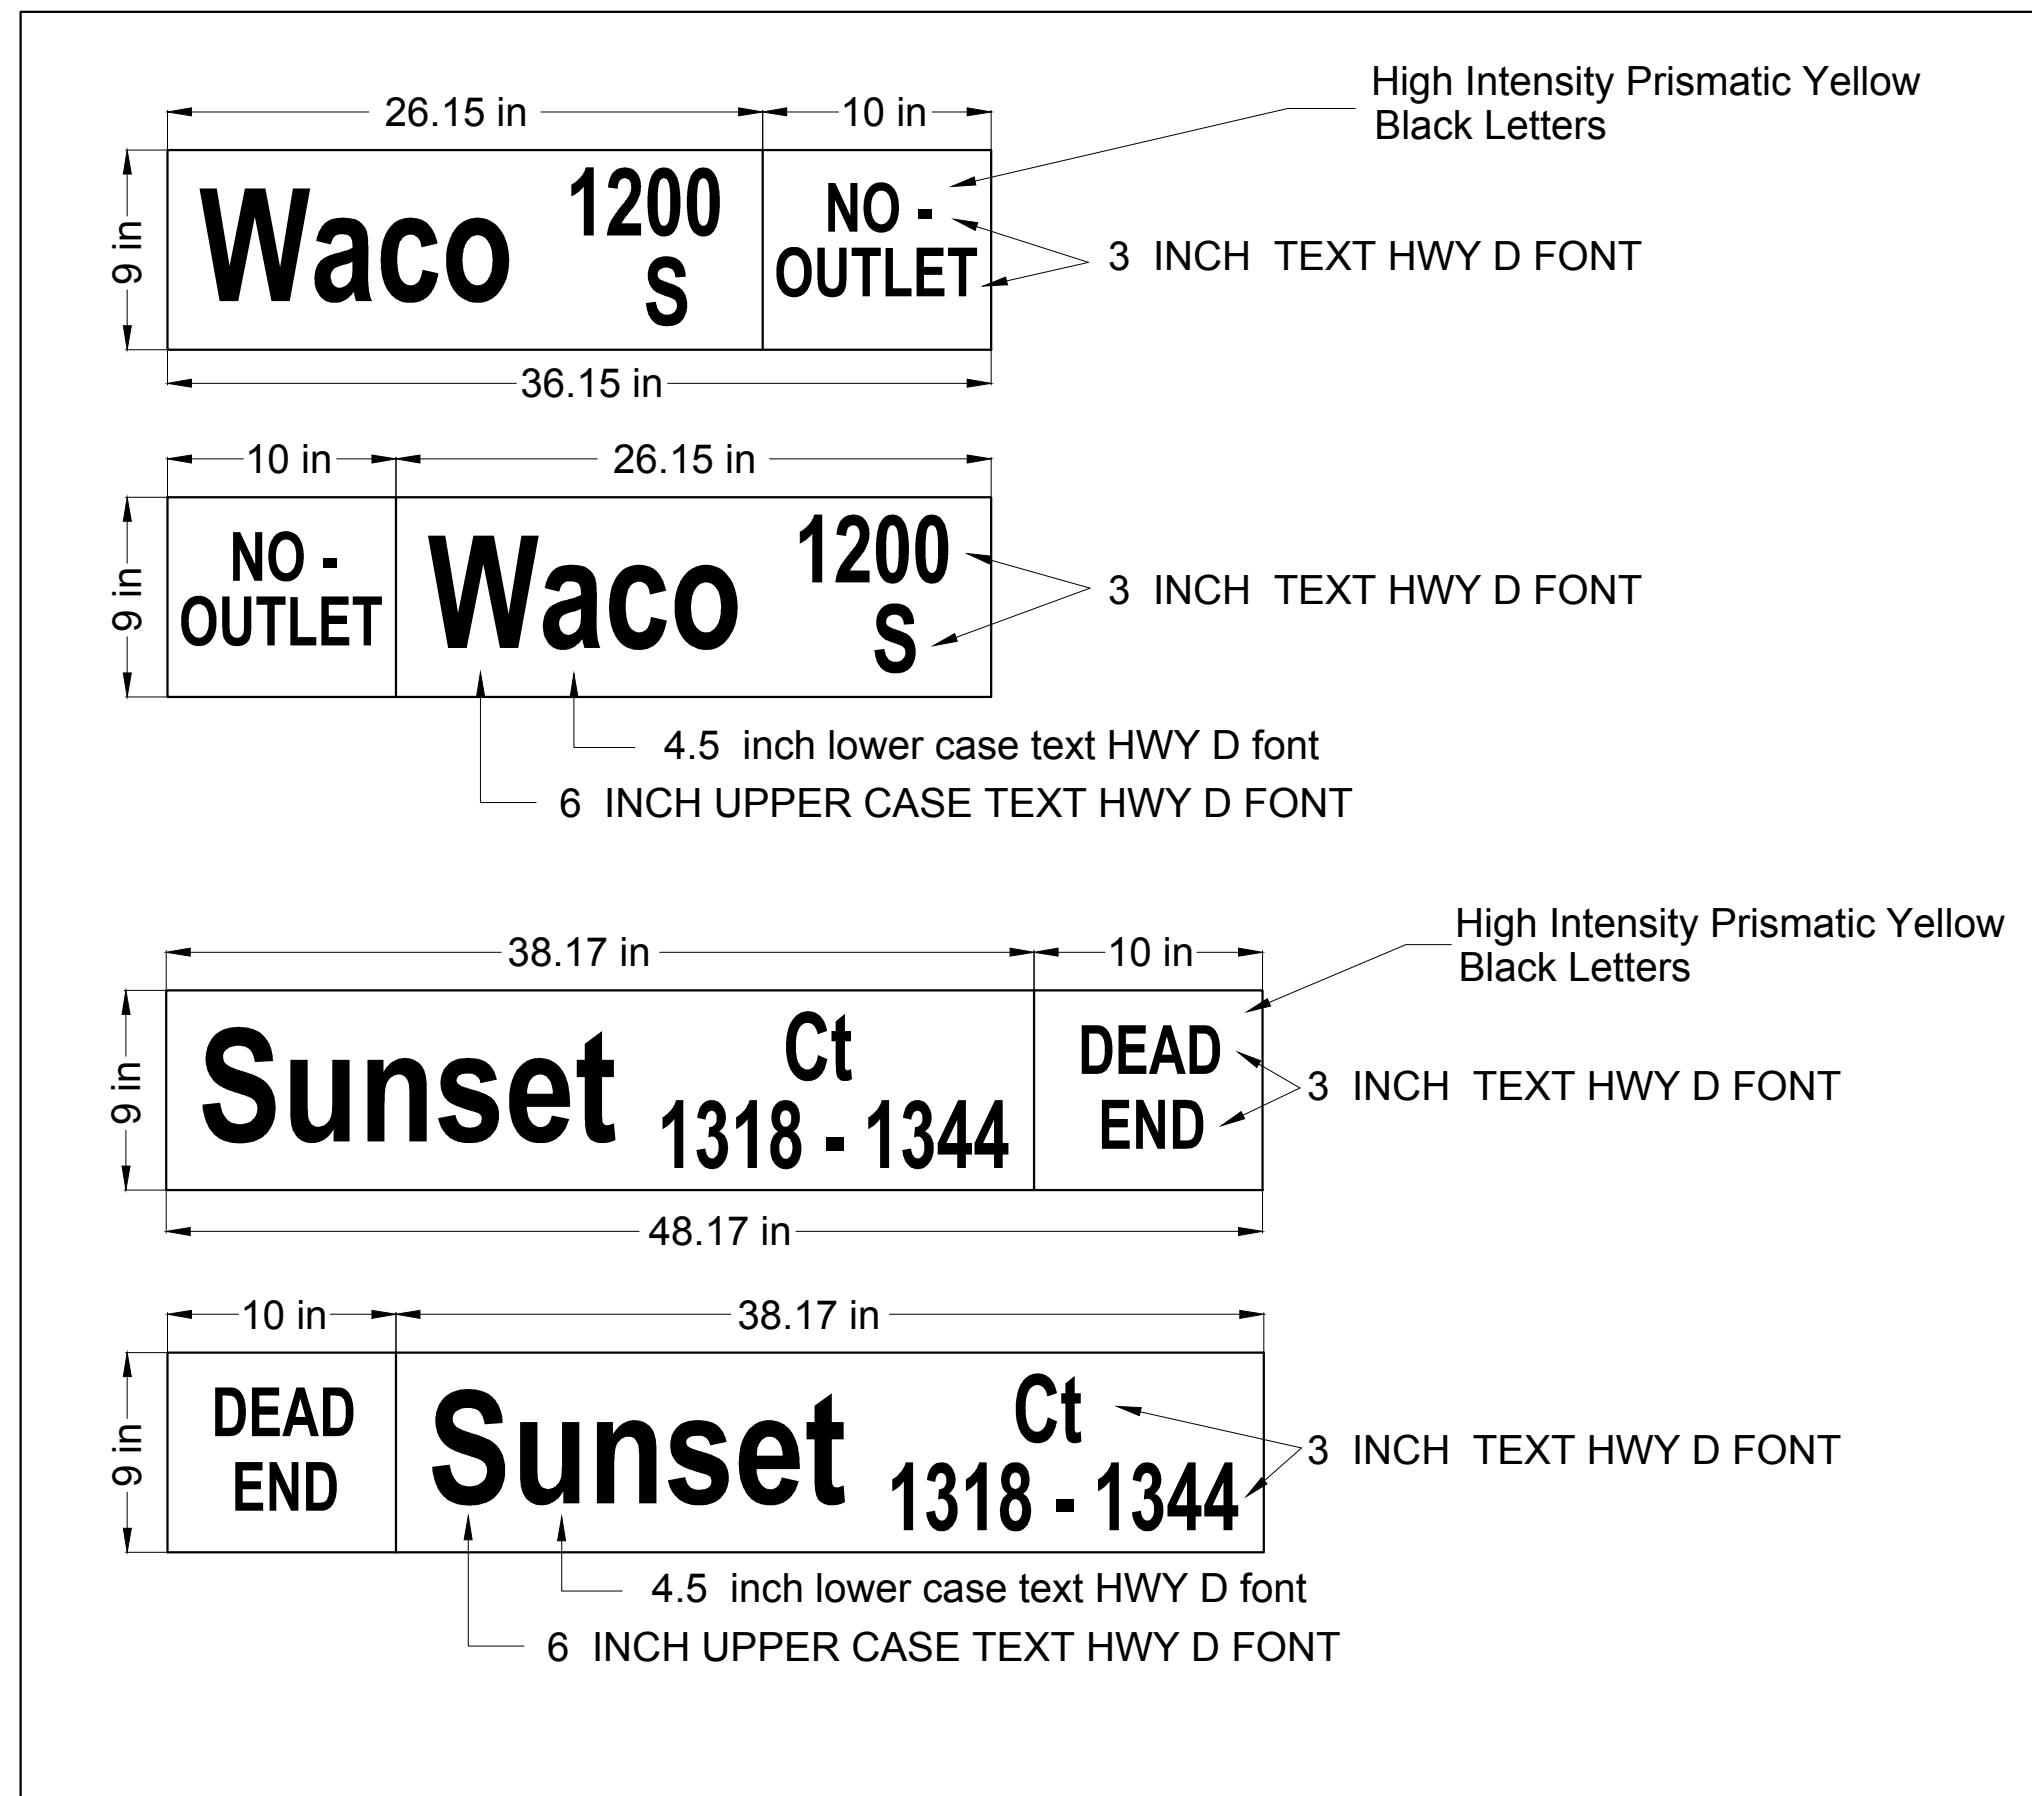 High Intensity Prismatic Yellow
Black Letters
26.15 in
10 in
9 in
Waco
1200
S
NO -
OUTLET
3 INCH TEXT HWY D FONT
36.15 in
10 in
26.15 in
9 in
NO -
OUTLET
Waco
1200
S
3 INCH TEXT HWY D FONT
4.5 inch lower case text HWY D font
6 INCH UPPER CASE TEXT HWY D FONT
High Intensity Prismatic Yellow
Black Letters
38.17 in
10 in
9 in
Sunset
Ct
1318 - 1344
DEAD
END
3 INCH TEXT HWY D FONT
48.17 in
10 in
38.17 in
9 in
DEAD
END
Sunset
Ct
1318 - 1344
3 INCH TEXT HWY D FONT
4.5 inch lower case text HWY D font
6 INCH UPPER CASE TEXT HWY D FONT